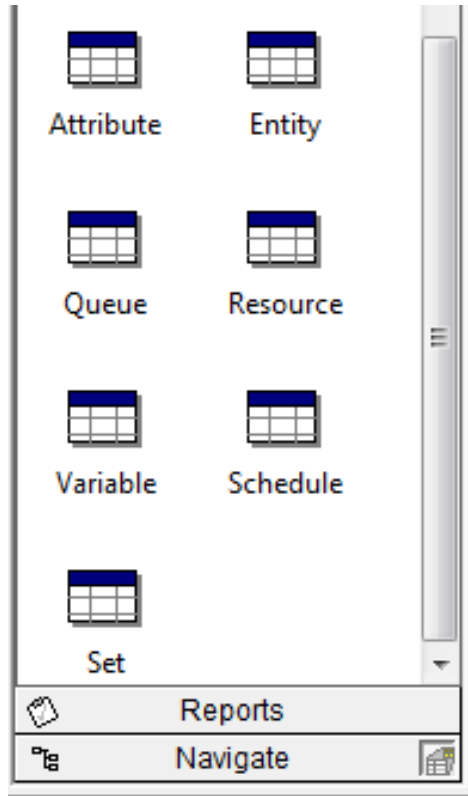 Attribute Entity
Queue Resource
Variable Schedule
Set
Reports
Navigate